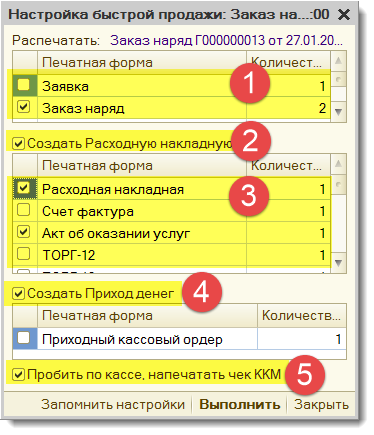 Настройка быстрой продажи: Заказ на...:00
Распечатать: Заказ наряд Г000000013 от 27.01.20...
Печатная форма Количест...
Заявка 1
Заказ наряд 2
1
Создать Расходную накладную
2
Печатная форма Количест...
Расходная накладная 1
Счет фактура 1
Акт об оказании услуг 1
ТОРГ-12 1
3
Создать Приход денег
4
Печатная форма Количеств...
Приходный кассовый ордер 1
Пробить по кассе, напечатать чек ККМ
5
Запомнить настройки Выполнить Закрыть